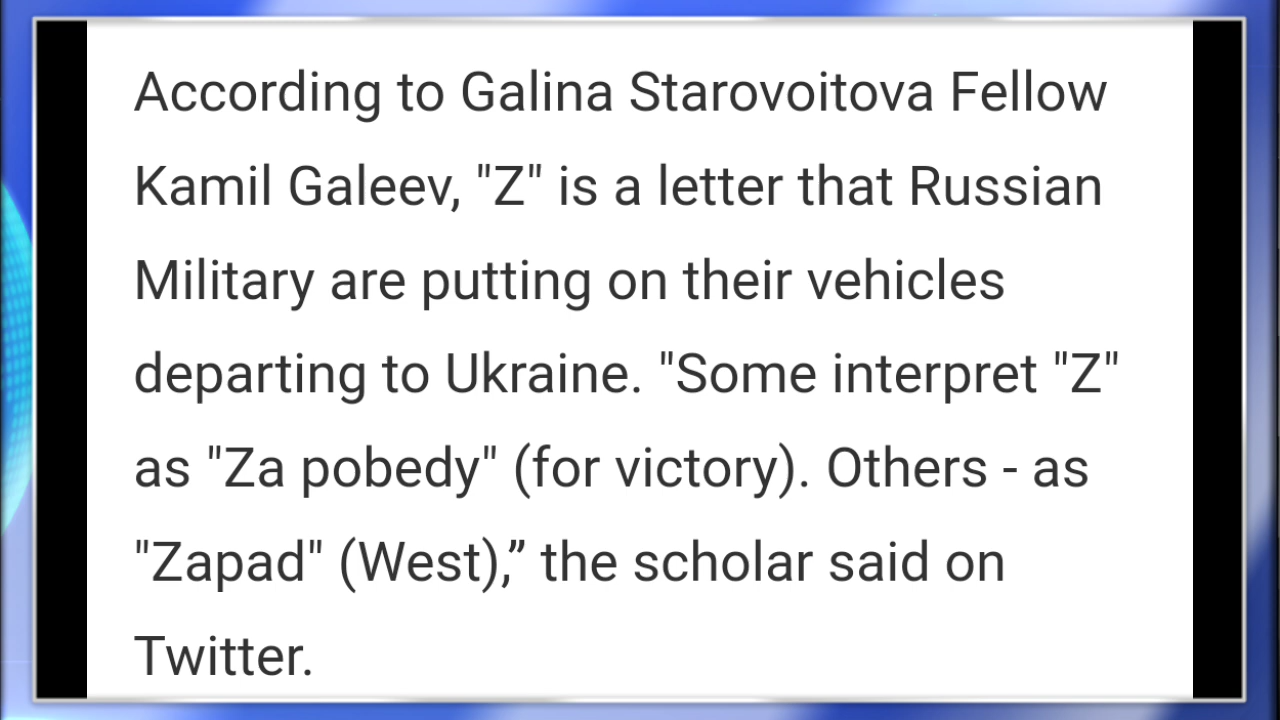 According to Galina Starovoitova Fellow
Kamil Galeev, "Z" is a letter that Russian
Military are putting on their vehicles
departing to Ukraine. "Some interpret "Z"
as "Za pobedy" (for victory). Others - as
"Zapad" (West),” the scholar said on
Twitter.